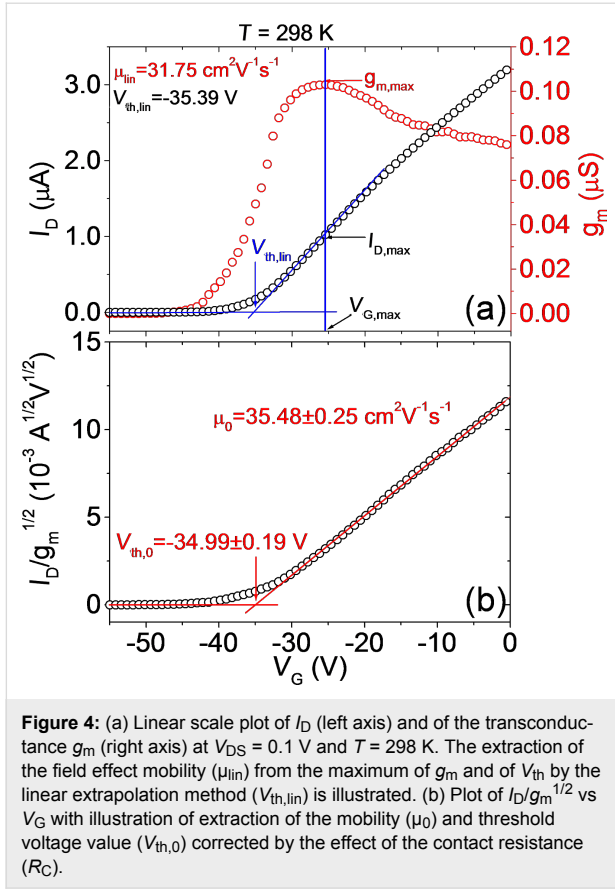 T = 298 K
μlin=31.75 cm²V⁻¹s⁻¹
Vth,lin=-35.39 V
gm,max
Vth,lin
ID,max
VG,max
(a)
3.0
2.0
1.0
0.0
ID (μA)
0.12
0.10
0.08
0.06
0.04
0.02
0.00
gm (μS)
15
10
5
0
ID/gm^1/2 (10⁻³ A^1/2V^1/2)
μ0=35.48±0.25 cm²V⁻¹s⁻¹
Vth,0=-34.99±0.19 V
(b)
-50 -40 -30 -20 -10 0
VG (V)
Figure 4: (a) Linear scale plot of ID (left axis) and of the transconduc-
tance gm (right axis) at VDS = 0.1 V and T = 298 K. The extraction of
the field effect mobility (μlin) from the maximum of gm and of Vth by the
linear extrapolation method (Vth,lin) is illustrated. (b) Plot of ID/gm^1/2 vs
VG with illustration of extraction of the mobility (μ0) and threshold
voltage value (Vth,0) corrected by the effect of the contact resistance
(RC).